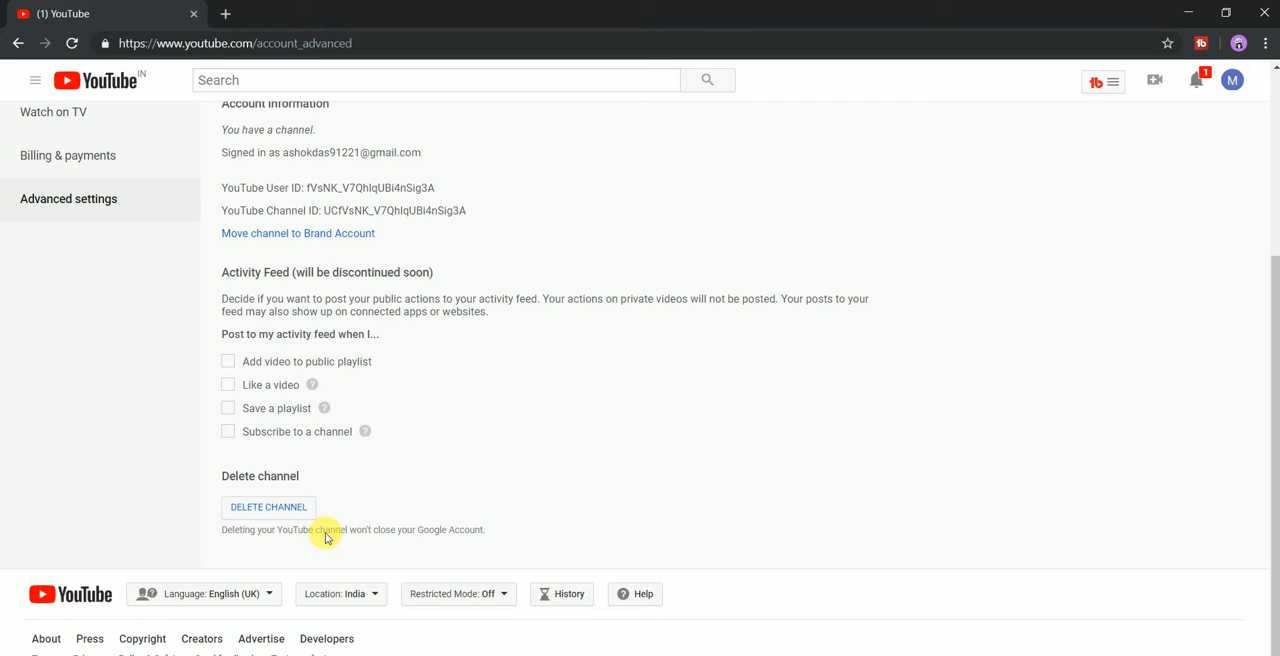 (1) YouTube
https://www.youtube.com/account_advanced
YouTube IN
Search
1
M
Watch on TV
Billing & payments
Advanced settings
Account Information
You have a channel.
Signed in as ashokdas91221@gmail.com
YouTube User ID: fVsNK_V7QhIqUBi4nSig3A
YouTube Channel ID: UCfVsNK_V7QhIqUBi4nSig3A
Move channel to Brand Account
Activity Feed (will be discontinued soon)
Decide if you want to post your public actions to your activity feed. Your actions on private videos will not be posted. Your posts to your
feed may also show up on connected apps or websites.
Post to my activity feed when I...
Add video to public playlist
Like a video ?
Save a playlist ?
Subscribe to a channel ?
Delete channel
DELETE CHANNEL
Deleting your YouTube channel won't close your Google Account.
YouTube Language: English (UK) Location: India Restricted Mode: Off History Help
About Press Copyright Creators Advertise Developers